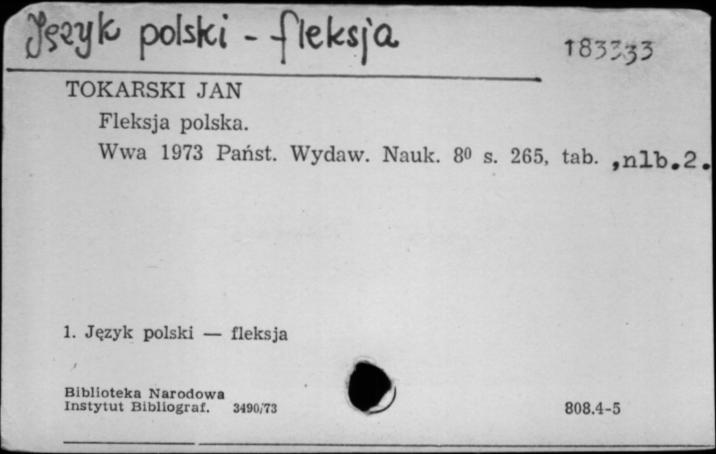 Język polski - fleksja
183333
TOKARSKI JAN
Fleksja polska.
Wwa 1973 Państ. Wydaw. Nauk. 8⁰ s. 265, tab. ,nlb.2.
1. Język polski — fleksja
Biblioteka Narodowa
Instytut Bibliograf. 3490/73
808.4-5